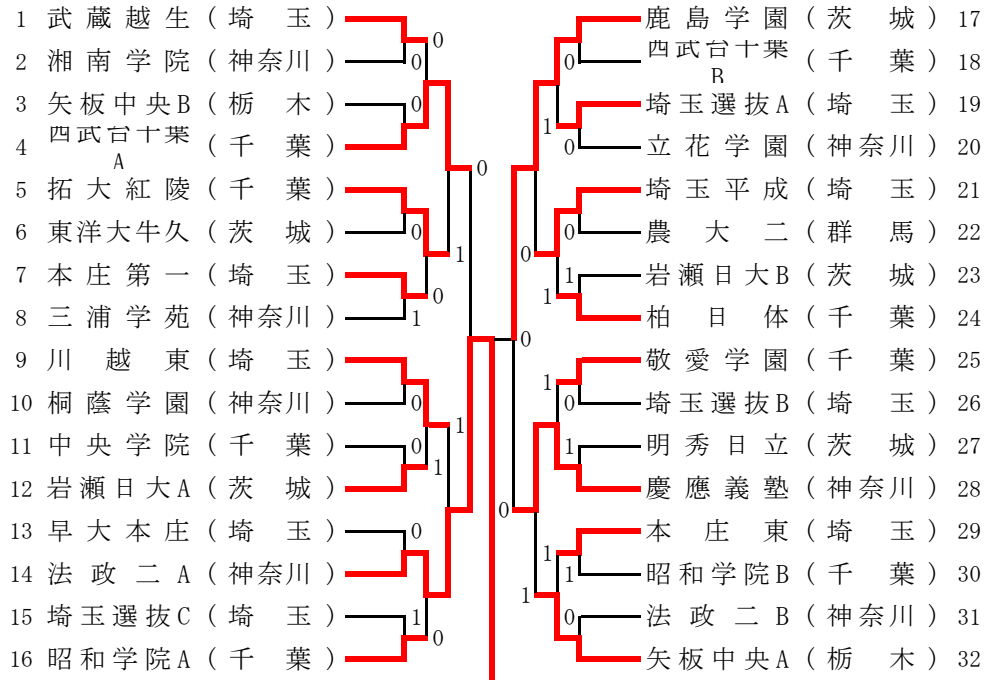 1 武蔵越生 (埼玉)
0
2 湘南学院 (神奈川)
0
3 矢板中央B (栃木)
0
西武台千葉
4 A (千葉)
0
5 拓大紅陵 (千葉)
6 東洋大牛久 (茨城)
0
1
7 本庄第一 (埼玉)
0
8 三浦学苑 (神奈川)
1
9 川越東 (埼玉)
10 桐蔭学園 (神奈川)
0
1
11 中央学院 (千葉)
0
1
12 岩瀬日大A (茨城)
13 早大本庄 (埼玉)
0
14 法政二A (神奈川)
15 埼玉選抜C (埼玉)
1
0
16 昭和学院A (千葉)
鹿島学園 (茨城) 17
西武台千葉
0
B (千葉) 18
埼玉選抜A (埼玉) 19
1
0
立花学園 (神奈川) 20
埼玉平成 (埼玉) 21
0
農大二 (群馬) 22
0
1
岩瀬日大B (茨城) 23
1
柏日体 (千葉) 24
0
敬愛学園 (千葉) 25
1
0
埼玉選抜B (埼玉) 26
1
明秀日立 (茨城) 27
慶應義塾 (神奈川) 28
0
本庄東 (埼玉) 29
1
1
昭和学院B (千葉) 30
1
0
法政二B (神奈川) 31
矢板中央A (栃木) 32